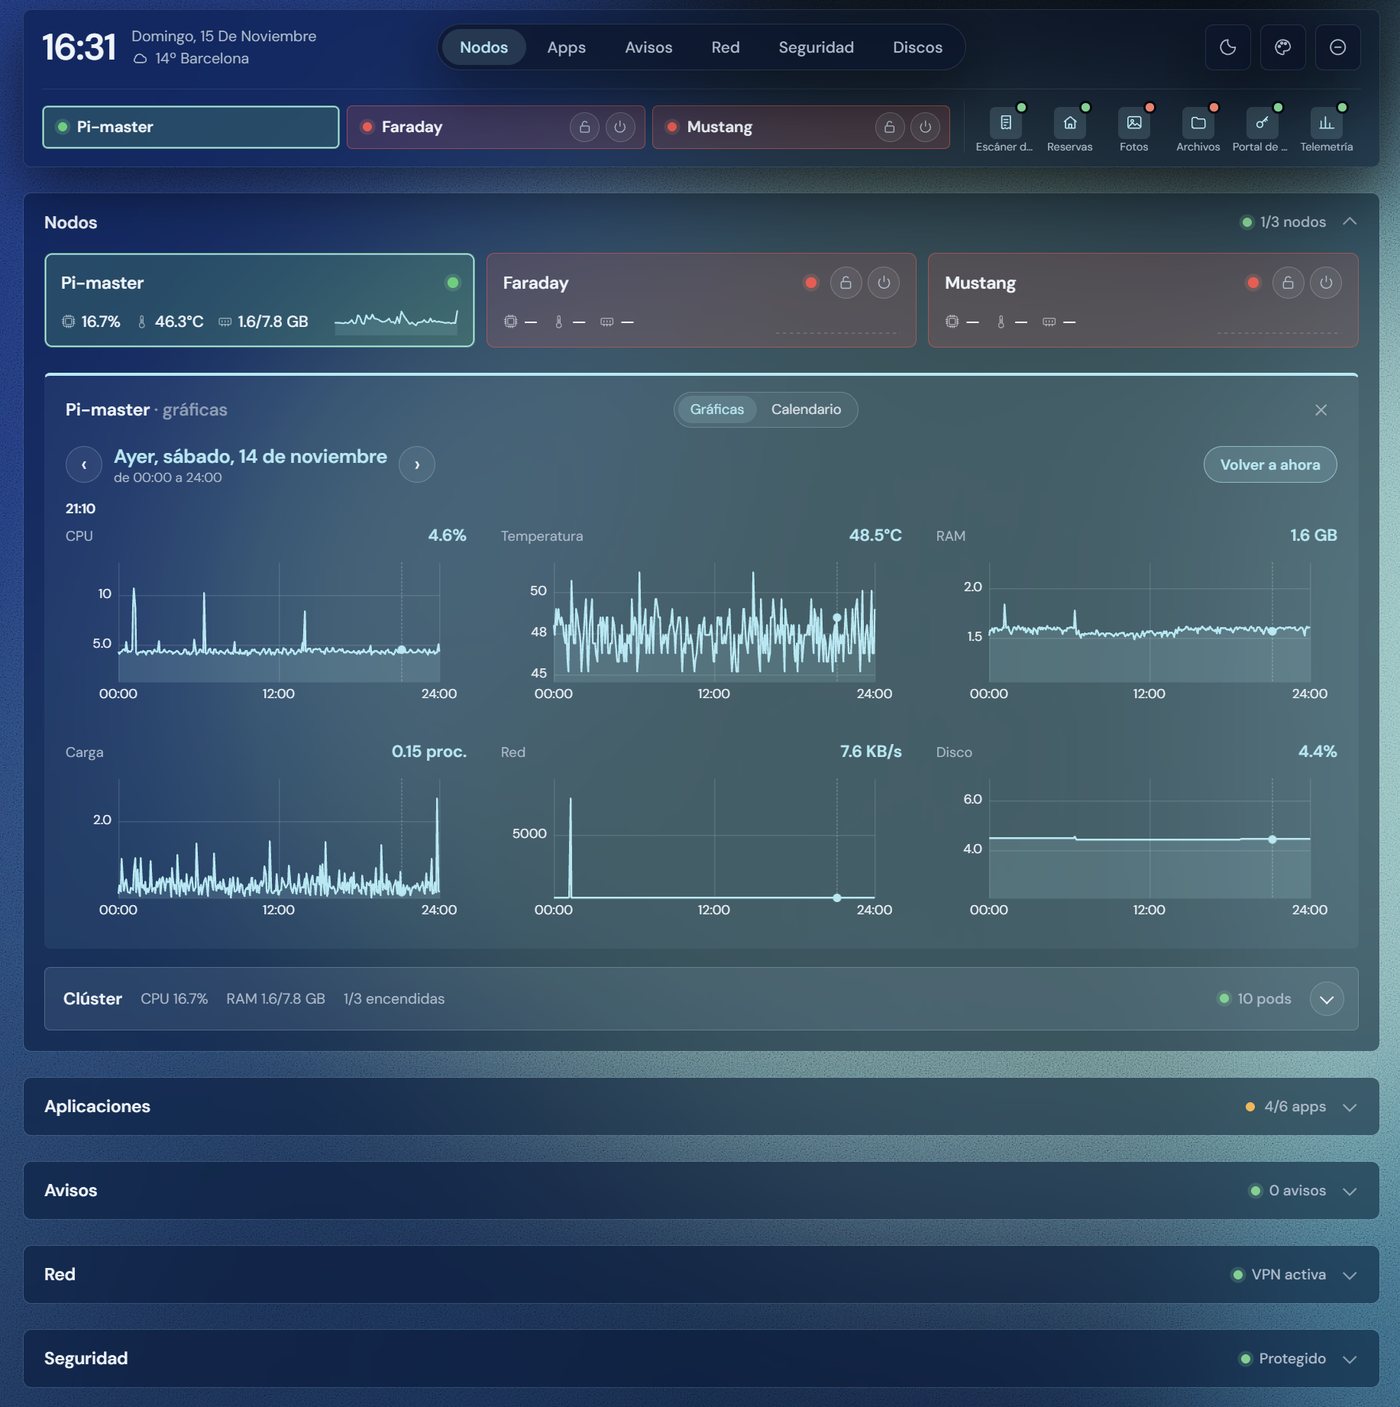 16:31
Domingo, 15 De Noviembre
14º Barcelona
Nodos
Apps
Avisos
Red
Seguridad
Discos
Pi-master
Faraday
Mustang
Escáner d...
Reservas
Fotos
Archivos
Portal de ...
Telemetría
Nodos
1/3 nodos
Pi-master
16.7% 46.3°C 1.6/7.8 GB
Faraday
— — —
Mustang
— — —
Pi-master · gráficas
Gráficas
Calendario
Ayer, sábado, 14 de noviembre
de 00:00 a 24:00
Volver a ahora
21:10
CPU
4.6%
10
5.0
00:00 12:00 24:00
Temperatura
48.5°C
50
48
45
00:00 12:00 24:00
RAM
1.6 GB
2.0
1.5
00:00 12:00 24:00
Carga
0.15 proc.
2.0
00:00 12:00 24:00
Red
7.6 KB/s
5000
00:00 12:00 24:00
Disco
4.4%
6.0
4.0
00:00 12:00 24:00
Clúster CPU 16.7% RAM 1.6/7.8 GB 1/3 encendidas
10 pods
Aplicaciones
4/6 apps
Avisos
0 avisos
Red
VPN activa
Seguridad
Protegido